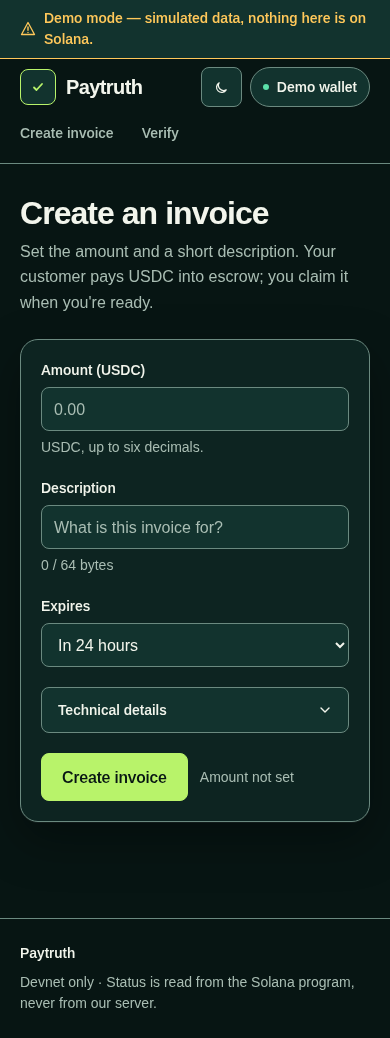 Demo mode — simulated data, nothing here is on
Solana.
Paytruth
Demo wallet
Create invoice
Verify
Create an invoice
Set the amount and a short description. Your
customer pays USDC into escrow; you claim it
when you're ready.
Amount (USDC)
0.00
USDC, up to six decimals.
Description
What is this invoice for?
0 / 64 bytes
Expires
In 24 hours
Technical details
Create invoice
Amount not set
Paytruth
Devnet only · Status is read from the Solana program,
never from our server.